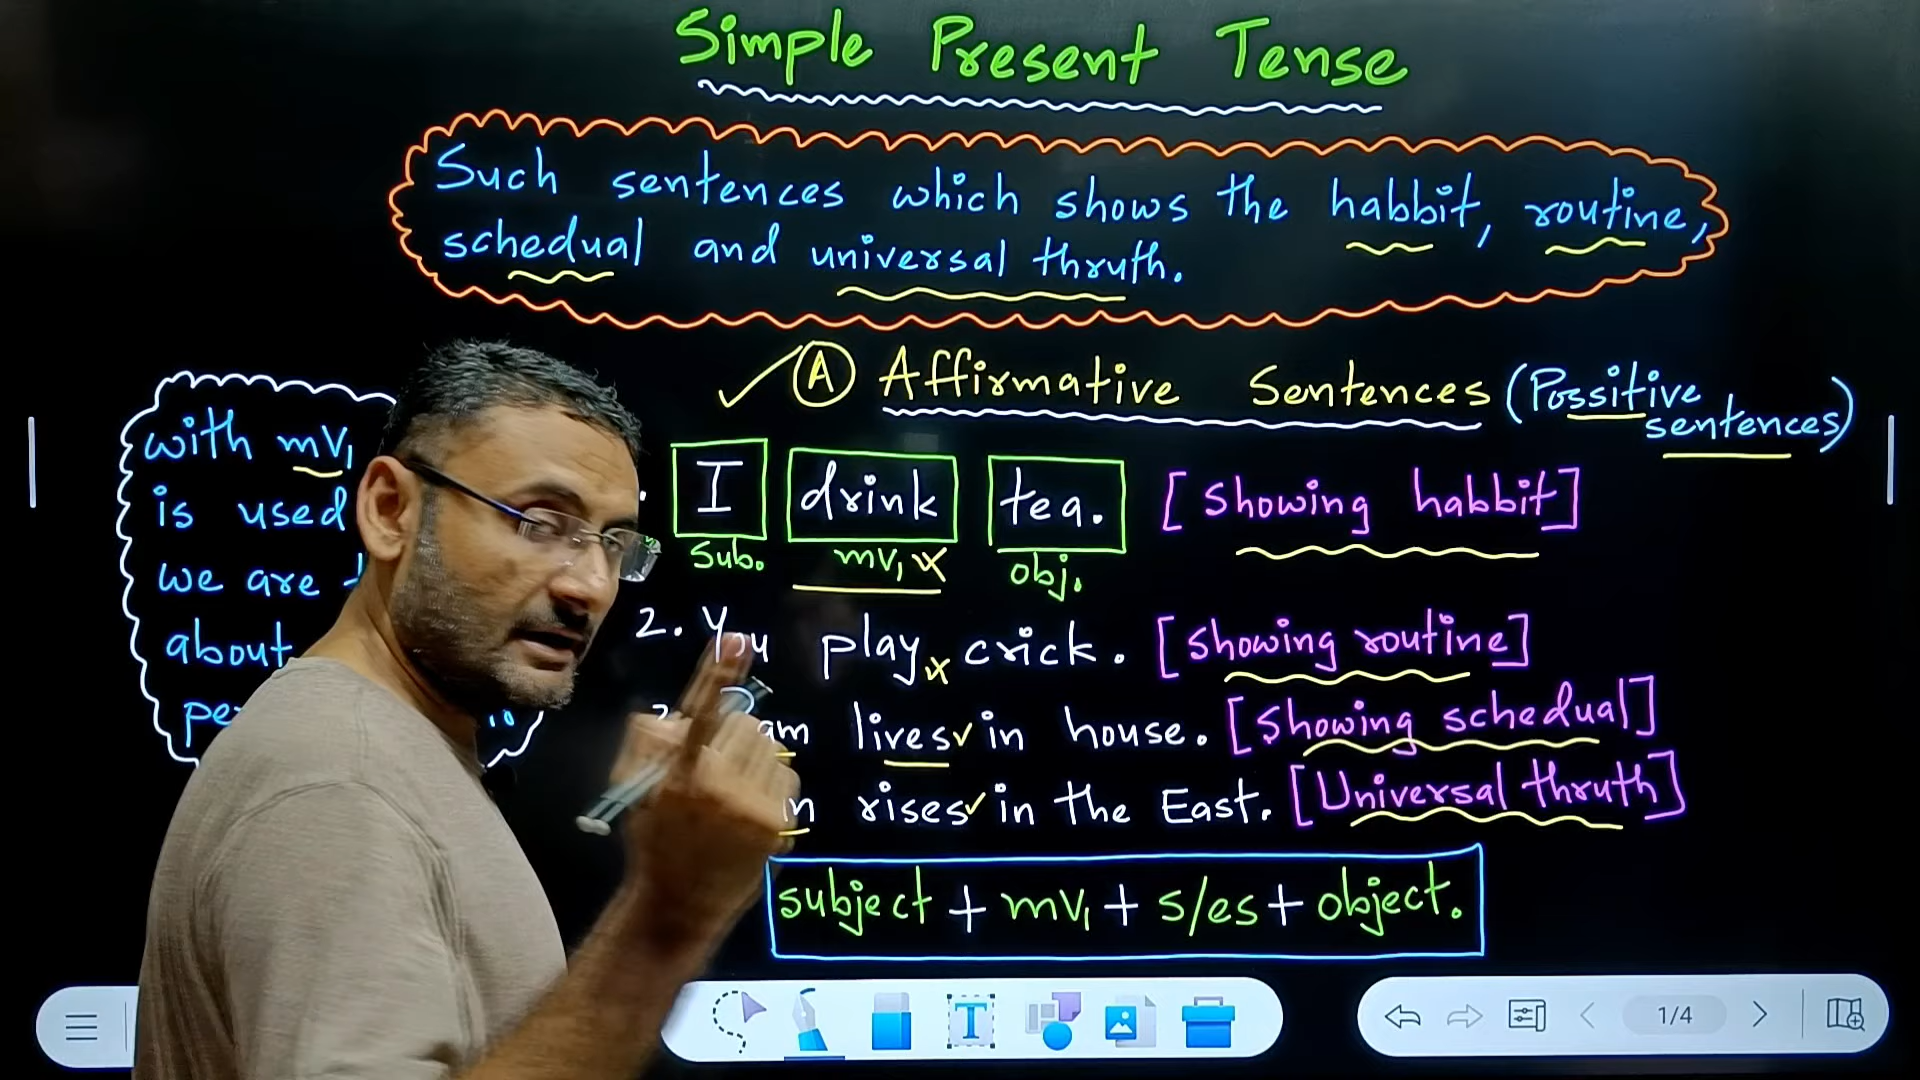 Simple Present Tense
Such sentences which shows the habbit, routine,
schedual and universal thruth.
✓ Ⓐ Affirmative Sentences (Possitive
sentences)
with mv₁
is used
we are
about
I drink tea. [Showing habbit]
Sub. mv₁ x obj.
2. You play x crick. [showing routine]
lives✓ in house. [Showing schedual]
rises✓ in the East. [Universal thruth]
subject + mv₁ + s/es + object.
T
1/4